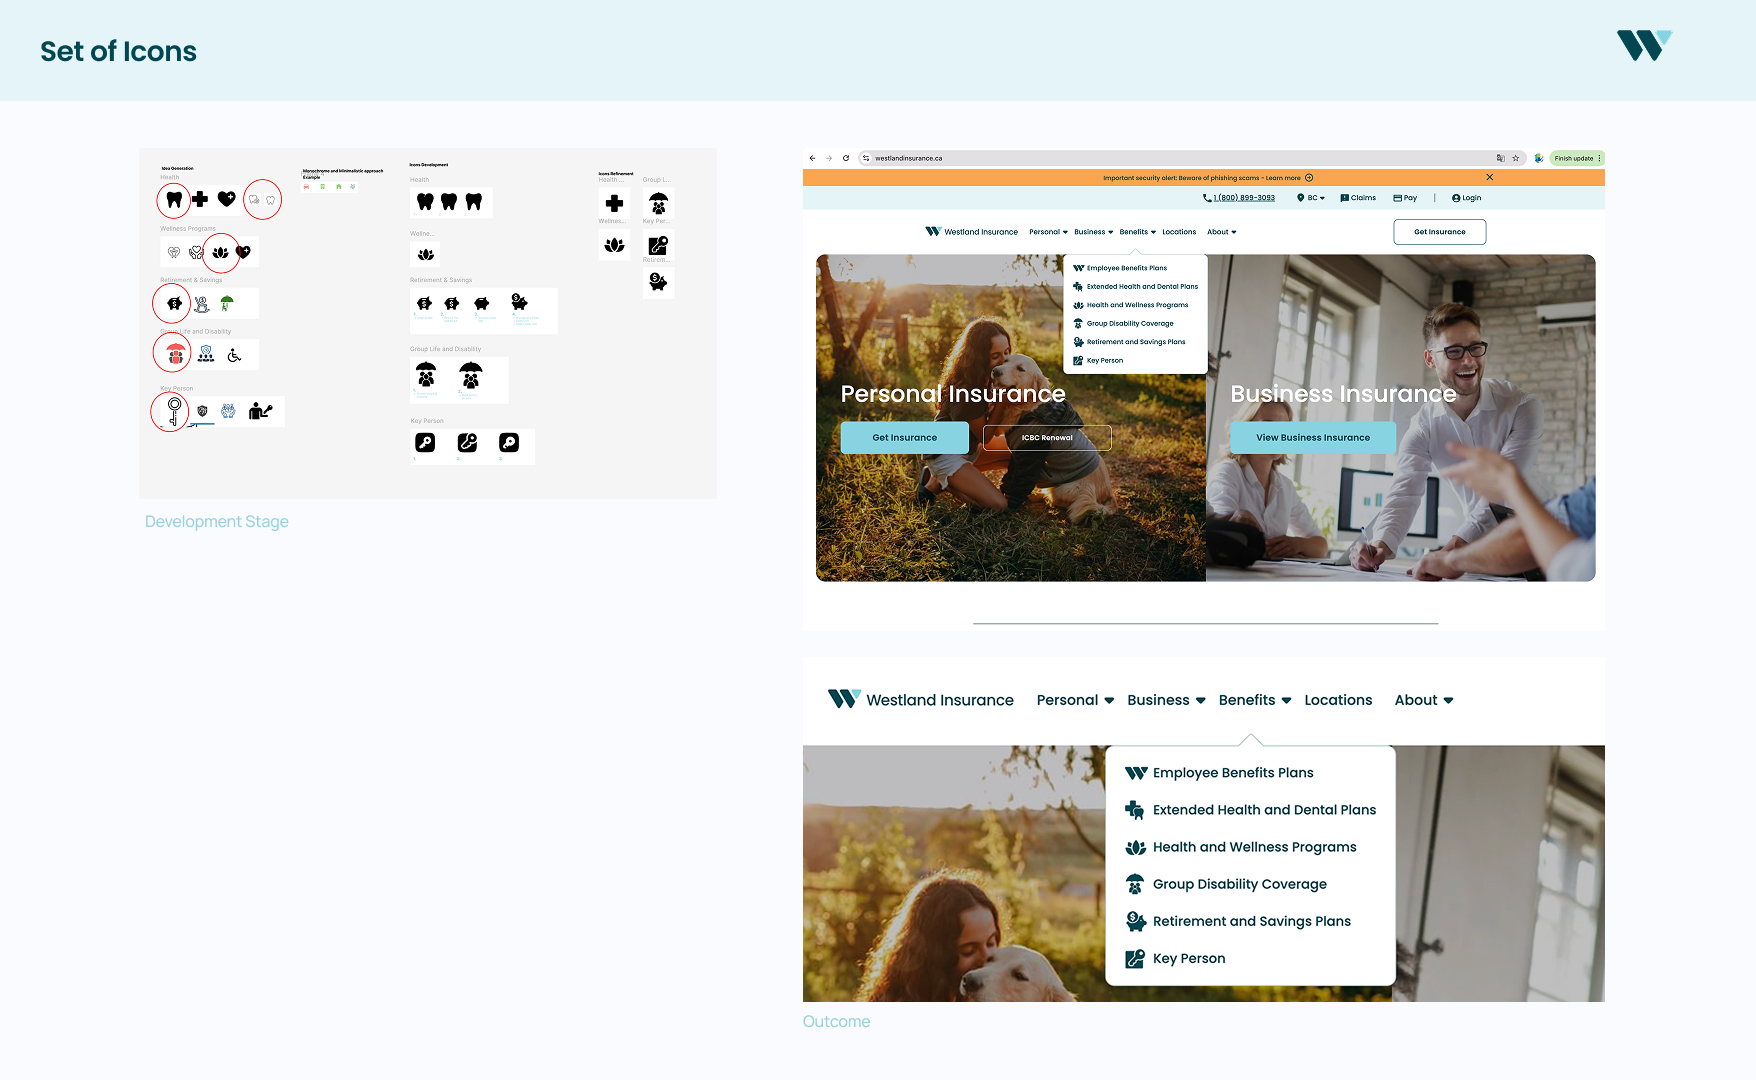 Set of Icons
Idea Generation
Health
Wellness Programs
Retirement & Savings
Group Life and Disability
Key Person
Monochrome and Minimalistic approach
Example
Icons Development
Health
Wellne...
Retirement & Savings
Group Life and Disability
Key Person
Icons Refinement
Health ...
Group L...
Wellnes...
Key Per...
Retirem...
Development Stage
westlandinsurance.ca
Finish update
Important security alert: Beware of phishing scams - Learn more
1 (800) 899-3093
BC
Claims
Pay
Login
Westland Insurance
Personal
Business
Benefits
Locations
About
Get Insurance
Employee Benefits Plans
Extended Health and Dental Plans
Health and Wellness Programs
Group Disability Coverage
Retirement and Savings Plans
Key Person
Personal Insurance
Get Insurance
ICBC Renewal
Business Insurance
View Business Insurance
Westland Insurance
Personal
Business
Benefits
Locations
About
Employee Benefits Plans
Extended Health and Dental Plans
Health and Wellness Programs
Group Disability Coverage
Retirement and Savings Plans
Key Person
Outcome